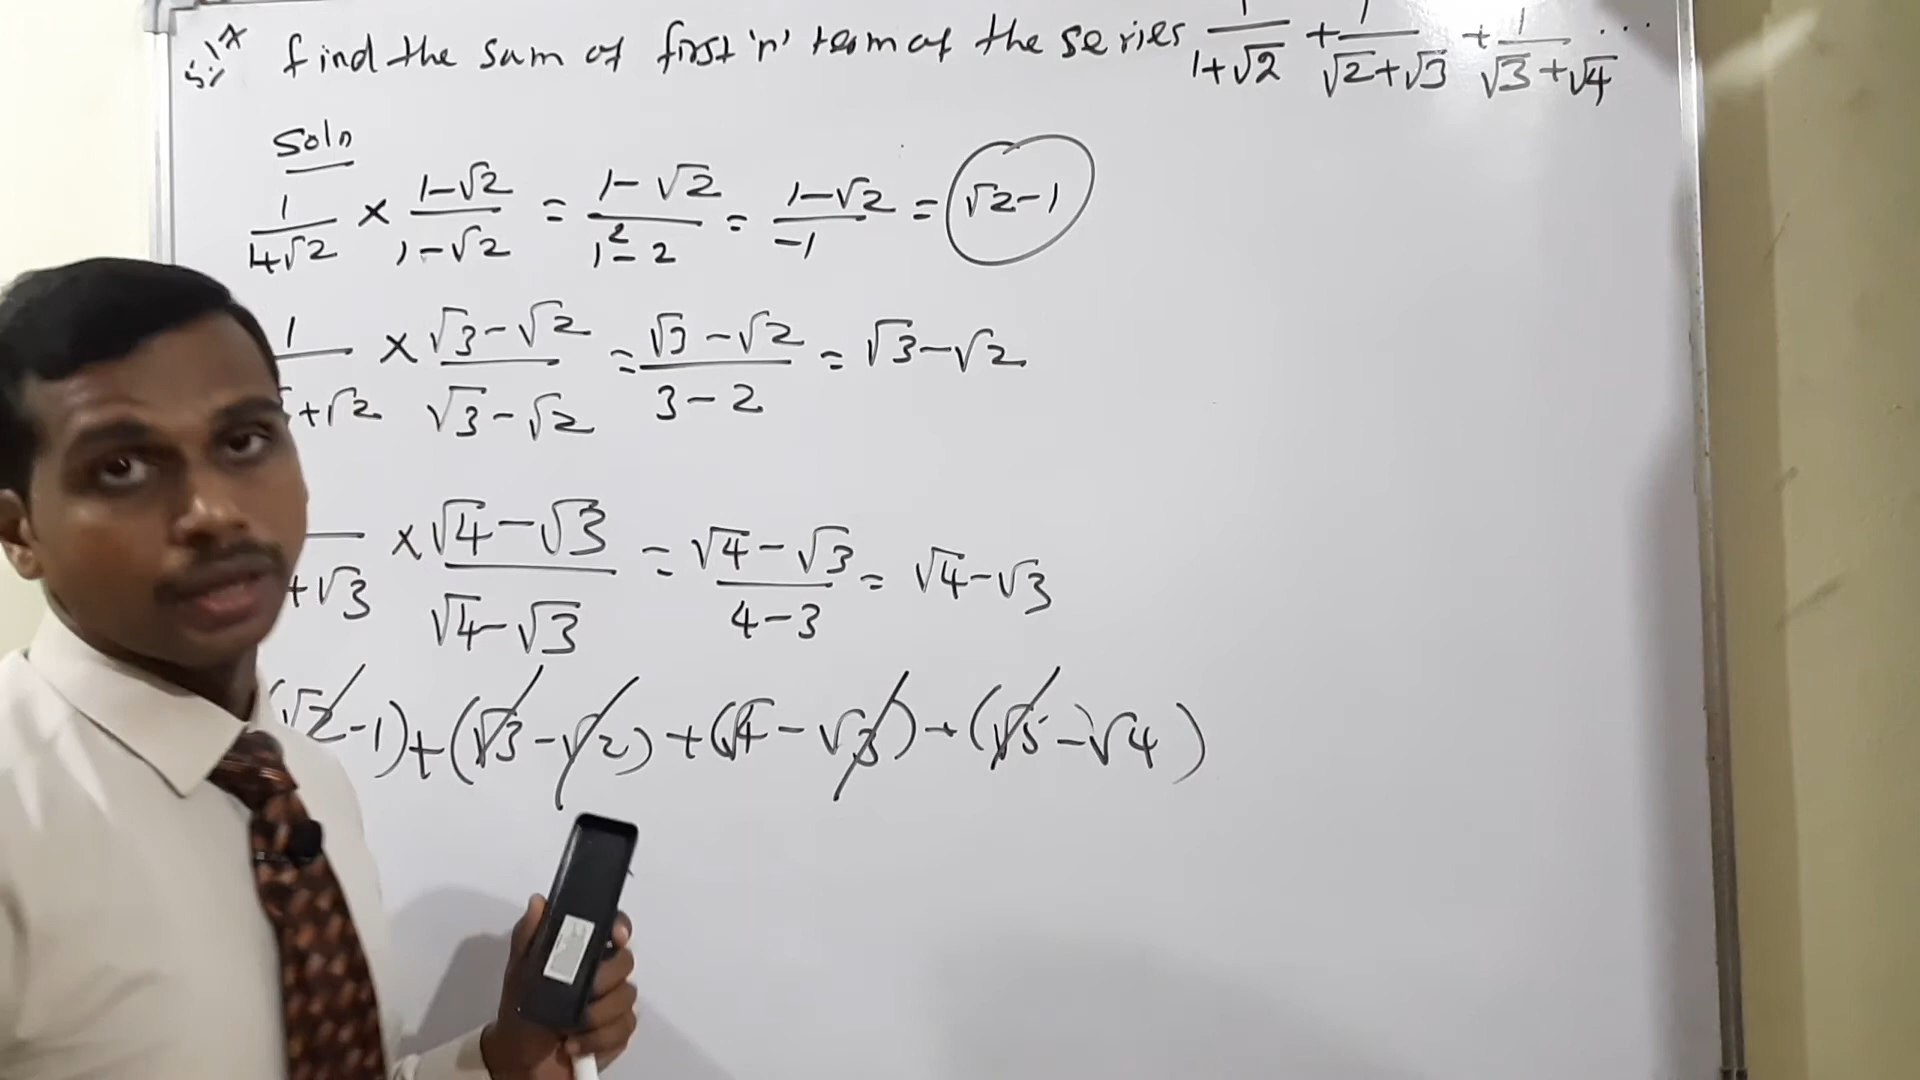 find the sum of first 'n' term of the series 1/(1+√2) + 1/(√2+√3) + 1/(√3+√4) ...
Soln
1/(1+√2) × (1-√2)/(1-√2) = (1-√2)/(1²-2) = (1-√2)/-1 = √2-1
1/(+√2) × (√3-√2)/(√3-√2) = (√3-√2)/(3-2) = √3-√2
/(+√3) × (√4-√3)/(√4-√3) = (√4-√3)/(4-3) = √4-√3
(√2-1)+(√3-√2)+(√4-√3)+(√5-√4)